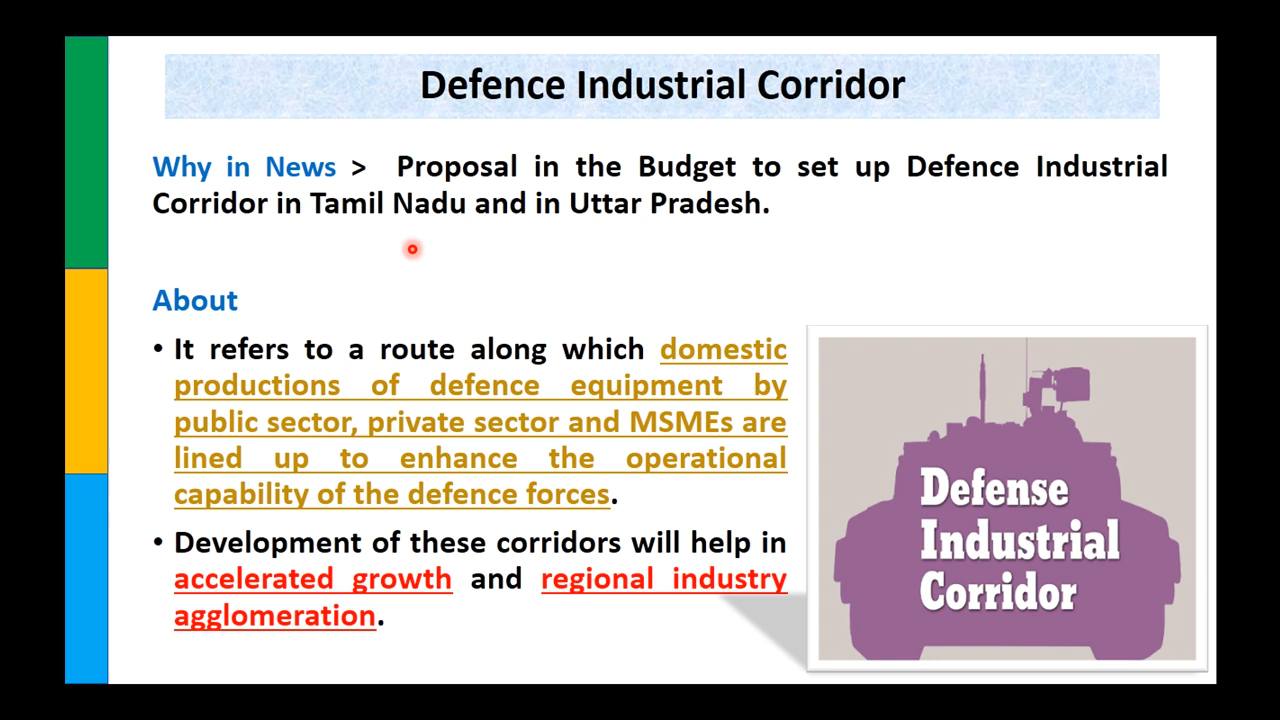 Defence Industrial Corridor
Why in News > Proposal in the Budget to set up Defence Industrial
Corridor in Tamil Nadu and in Uttar Pradesh.
About
• It refers to a route along which domestic
productions of defence equipment by
public sector, private sector and MSMEs are
lined up to enhance the operational
capability of the defence forces.
• Development of these corridors will help in
accelerated growth and regional industry
agglomeration.
Defense
Industrial
Corridor